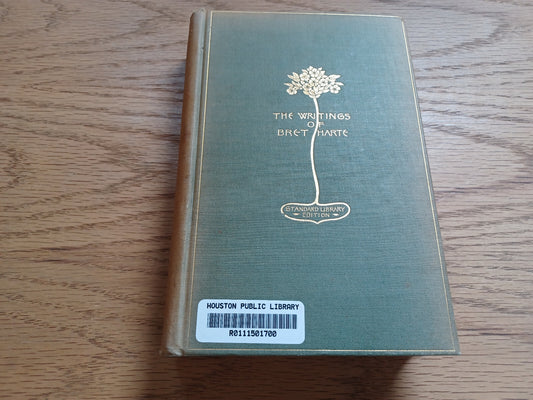 THE WRITINGS
OF
BRET HARTE
STANDARD LIBRARY
EDITION
HOUSTON PUBLIC LIBRARY
R0111501700